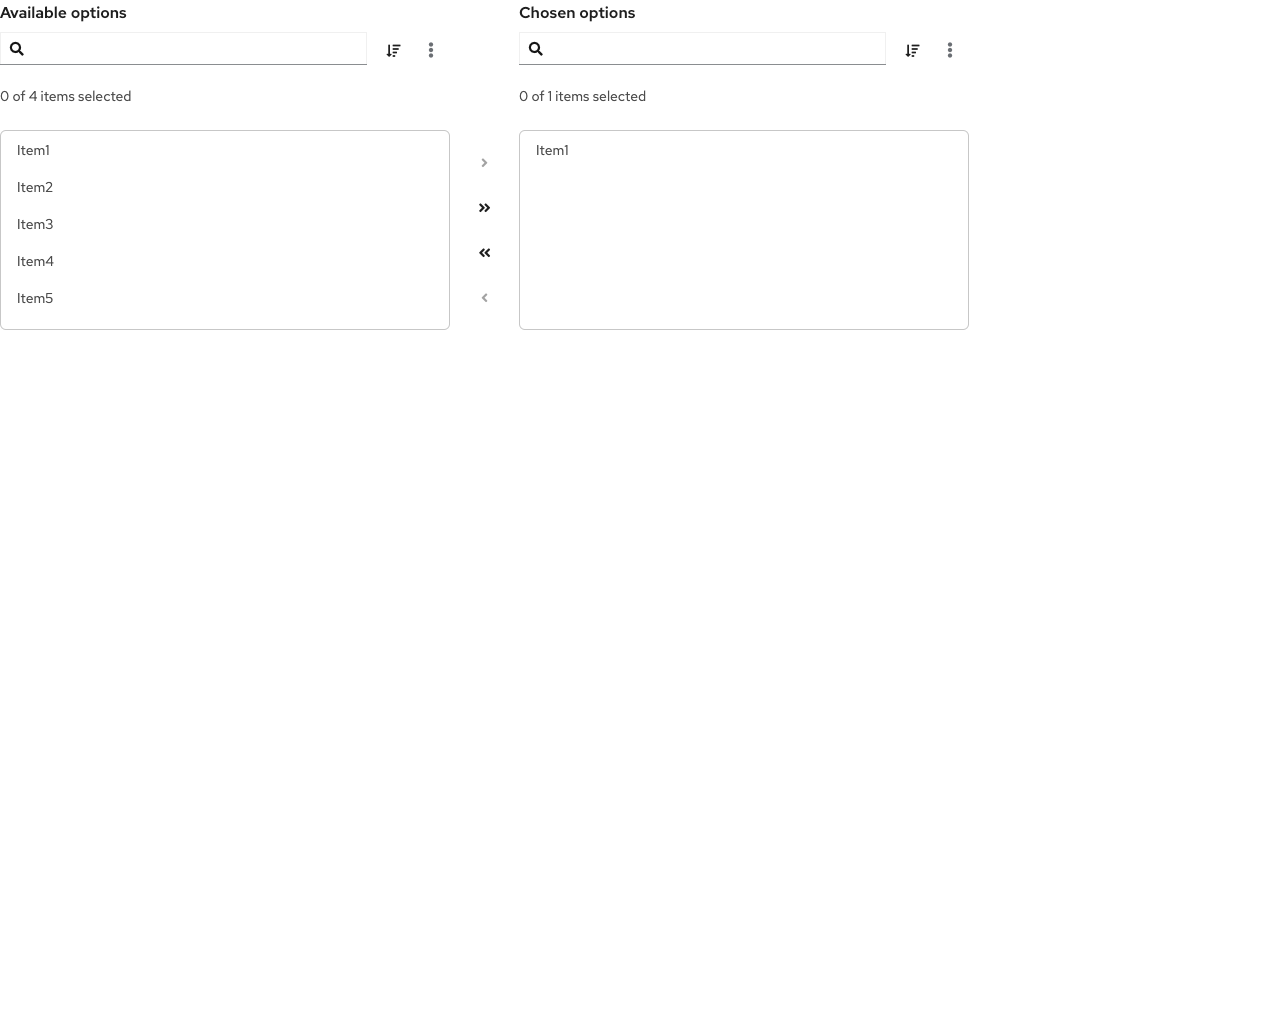 Available options
0 of 4 items selected
Item1
Item2
Item3
Item4
Item5
Chosen options
0 of 1 items selected
Item1